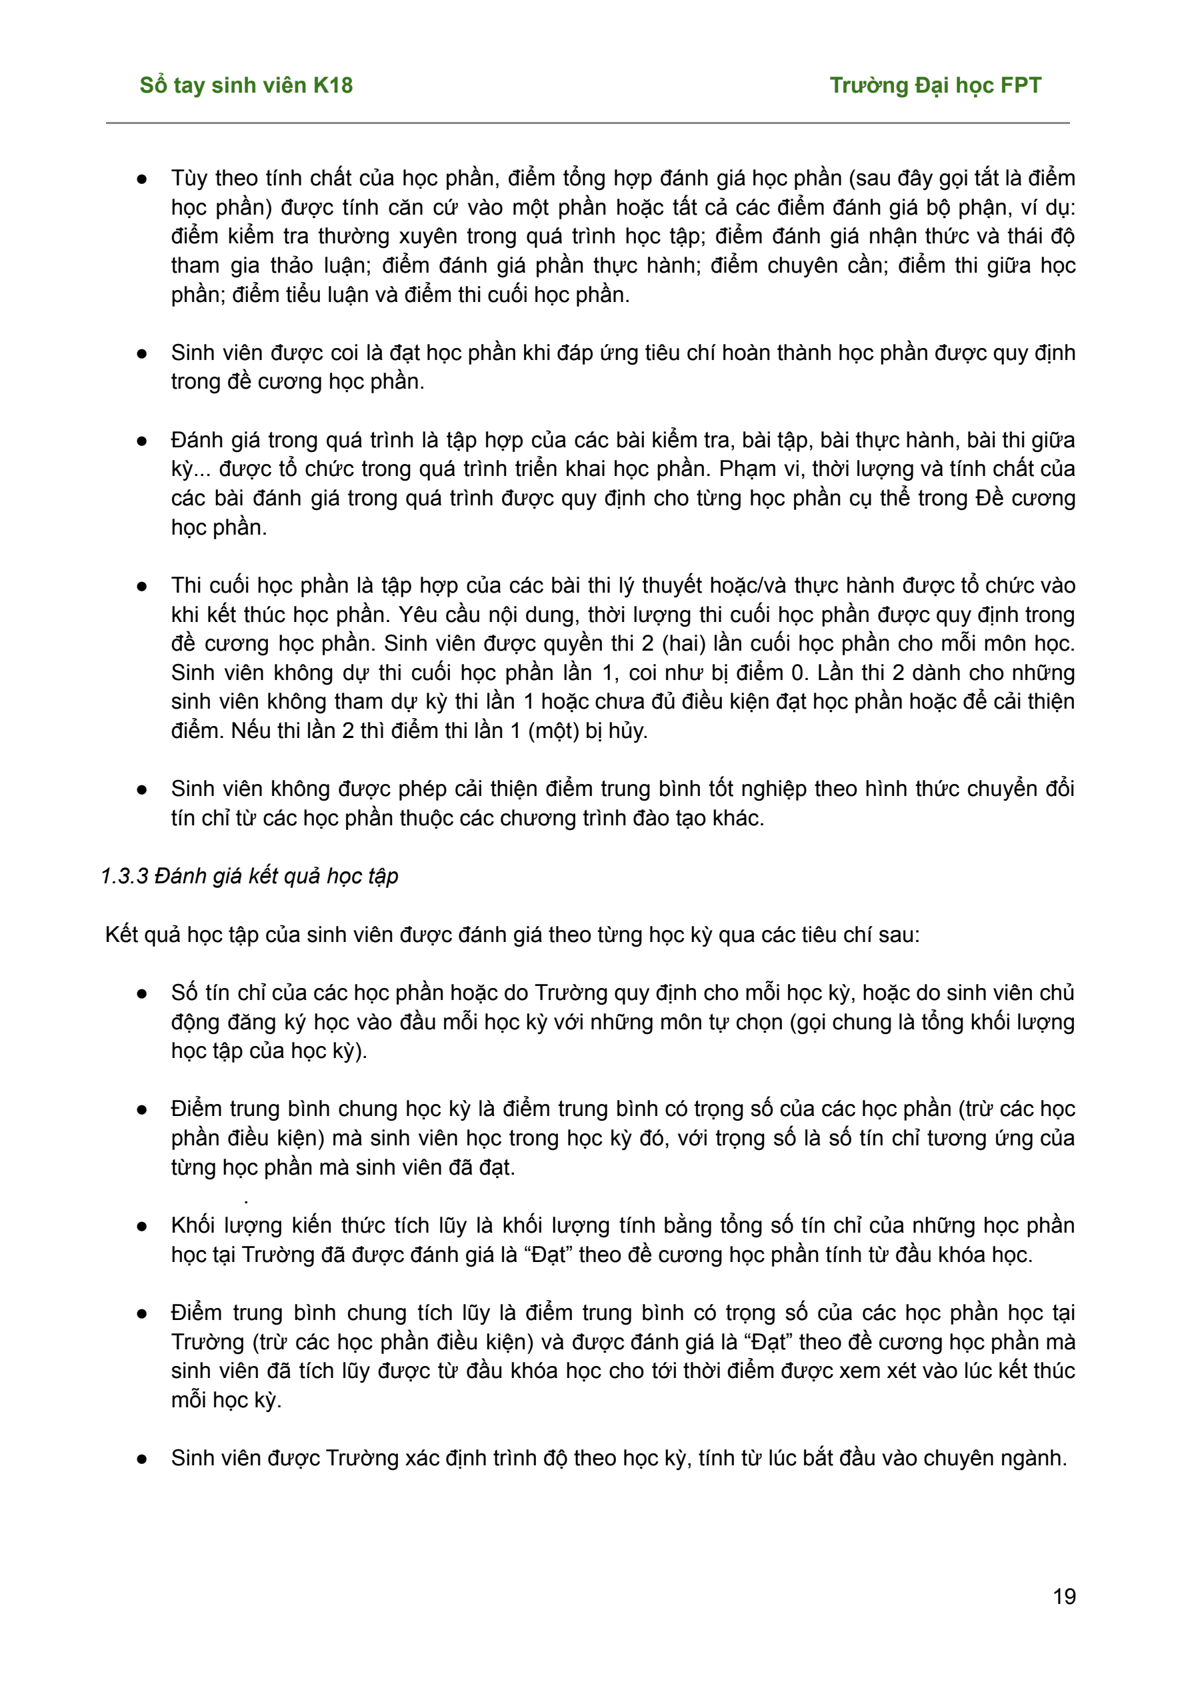 Sổ tay sinh viên K18 Trường Đại học FPT
● Tùy theo tính chất của học phần, điểm tổng hợp đánh giá học phần (sau đây gọi tắt là điểm
học phần) được tính căn cứ vào một phần hoặc tất cả các điểm đánh giá bộ phận, ví dụ:
điểm kiểm tra thường xuyên trong quá trình học tập; điểm đánh giá nhận thức và thái độ
tham gia thảo luận; điểm đánh giá phần thực hành; điểm chuyên cần; điểm thi giữa học
phần; điểm tiểu luận và điểm thi cuối học phần.
● Sinh viên được coi là đạt học phần khi đáp ứng tiêu chí hoàn thành học phần được quy định
trong đề cương học phần.
● Đánh giá trong quá trình là tập hợp của các bài kiểm tra, bài tập, bài thực hành, bài thi giữa
kỳ... được tổ chức trong quá trình triển khai học phần. Phạm vi, thời lượng và tính chất của
các bài đánh giá trong quá trình được quy định cho từng học phần cụ thể trong Đề cương
học phần.
● Thi cuối học phần là tập hợp của các bài thi lý thuyết hoặc/và thực hành được tổ chức vào
khi kết thúc học phần. Yêu cầu nội dung, thời lượng thi cuối học phần được quy định trong
đề cương học phần. Sinh viên được quyền thi 2 (hai) lần cuối học phần cho mỗi môn học.
Sinh viên không dự thi cuối học phần lần 1, coi như bị điểm 0. Lần thi 2 dành cho những
sinh viên không tham dự kỳ thi lần 1 hoặc chưa đủ điều kiện đạt học phần hoặc để cải thiện
điểm. Nếu thi lần 2 thì điểm thi lần 1 (một) bị hủy.
● Sinh viên không được phép cải thiện điểm trung bình tốt nghiệp theo hình thức chuyển đổi
tín chỉ từ các học phần thuộc các chương trình đào tạo khác.
1.3.3 Đánh giá kết quả học tập
Kết quả học tập của sinh viên được đánh giá theo từng học kỳ qua các tiêu chí sau:
● Số tín chỉ của các học phần hoặc do Trường quy định cho mỗi học kỳ, hoặc do sinh viên chủ
động đăng ký học vào đầu mỗi học kỳ với những môn tự chọn (gọi chung là tổng khối lượng
học tập của học kỳ).
● Điểm trung bình chung học kỳ là điểm trung bình có trọng số của các học phần (trừ các học
phần điều kiện) mà sinh viên học trong học kỳ đó, với trọng số là số tín chỉ tương ứng của
từng học phần mà sinh viên đã đạt.
.
● Khối lượng kiến thức tích lũy là khối lượng tính bằng tổng số tín chỉ của những học phần
học tại Trường đã được đánh giá là “Đạt” theo đề cương học phần tính từ đầu khóa học.
● Điểm trung bình chung tích lũy là điểm trung bình có trọng số của các học phần học tại
Trường (trừ các học phần điều kiện) và được đánh giá là “Đạt” theo đề cương học phần mà
sinh viên đã tích lũy được từ đầu khóa học cho tới thời điểm được xem xét vào lúc kết thúc
mỗi học kỳ.
● Sinh viên được Trường xác định trình độ theo học kỳ, tính từ lúc bắt đầu vào chuyên ngành.
19